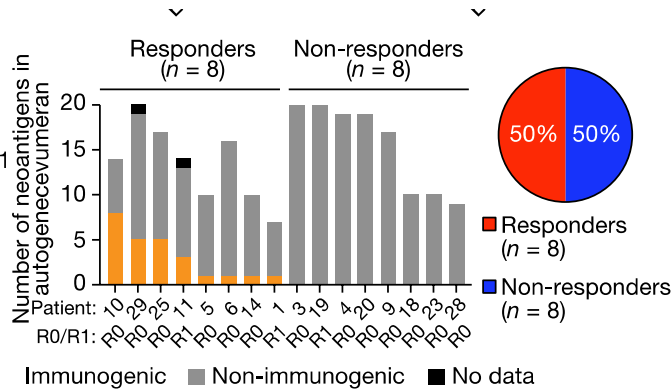 Responders
(n = 8)
Non-responders
(n = 8)
Number of neoantigens in
autogenecevumeran
20
15
10
5
0
1
Patient: 10 29 25 11 5 6 14 1 3 19 4 20 9 18 23 28
R0/R1: R0 R0 R0 R1 R0 R0 R0 R1 R0 R1 R0 R0 R0 R0 R0 R0
Immunogenic Non-immunogenic No data
50% 50%
Responders
(n = 8)
Non-responders
(n = 8)